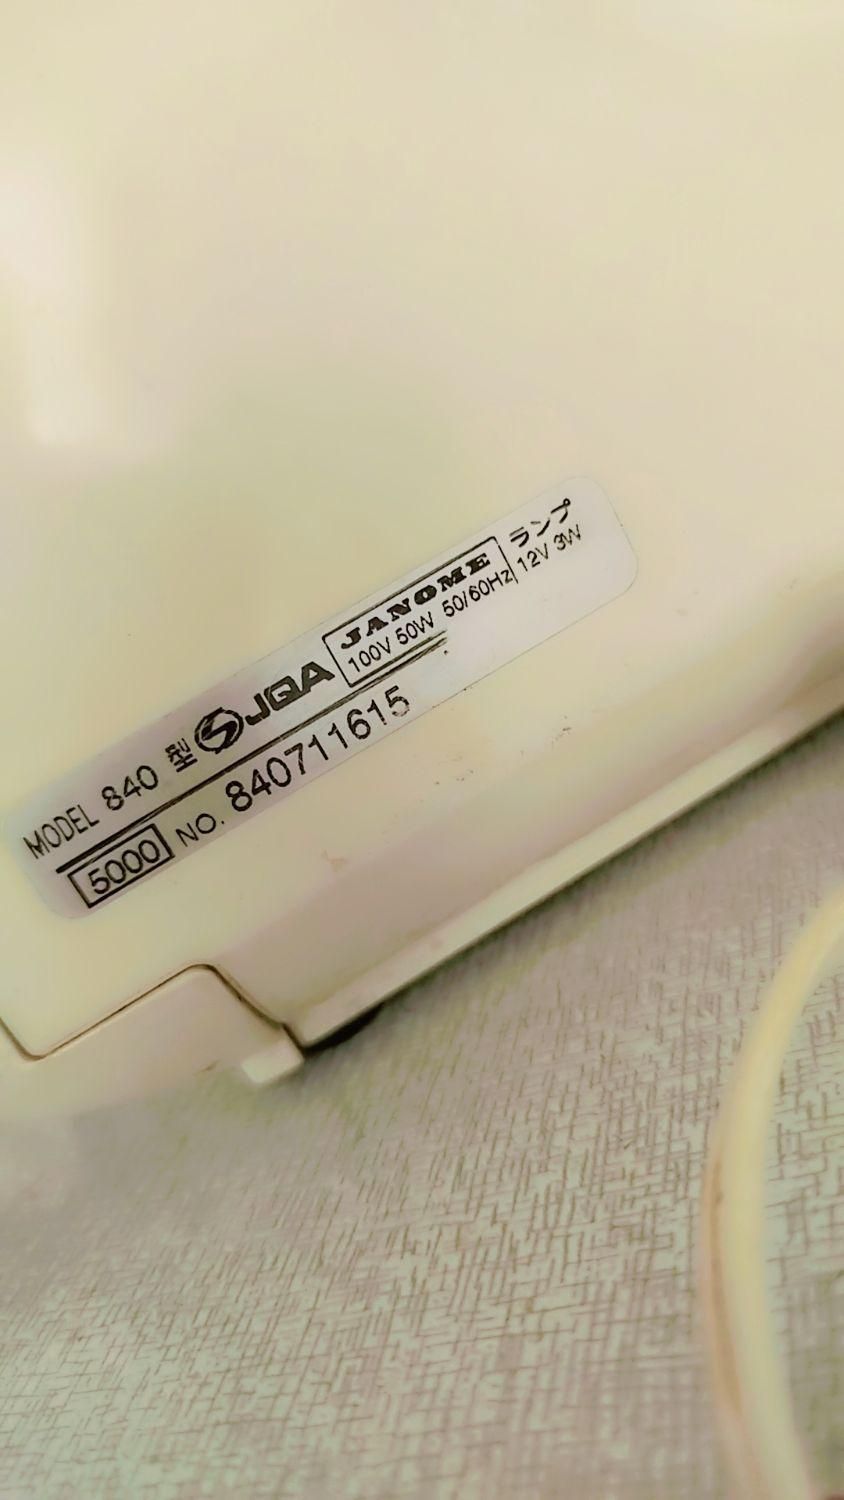 MODEL 840 型 JQA JANOME ランプ
100V 50W 50/60Hz 12V 3W
5000 NO. 840711615